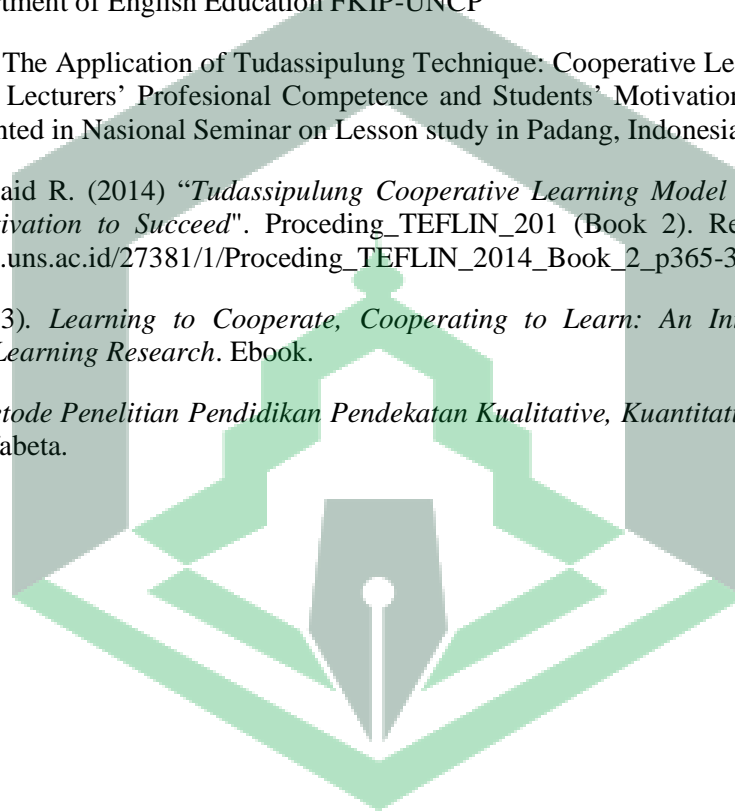 rtment of English Education FKIP-UNCP
The Application of Tudassipulung Technique: Cooperative Le
Lecturers’ Profesional Competence and Students’ Motivation
nted in Nasional Seminar on Lesson study in Padang, Indonesia
aid R. (2014) “Tudassipulung Cooperative Learning Model
ivation to Succeed". Proceding_TEFLIN_201 (Book 2). Re
.uns.ac.id/27381/1/Proceding_TEFLIN_2014_Book_2_p365-3
3). Learning to Cooperate, Cooperating to Learn: An In
Learning Research. Ebook.
etode Penelitian Pendidikan Pendekatan Kualitative, Kuantitati
fabeta.